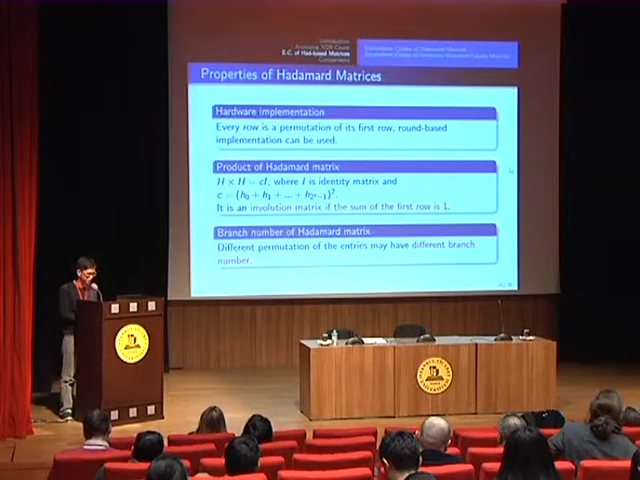 Introduction
Analyzing XOR Count
E.C. of Had-based Matrices
Comparisons
Properties of Hadamard Matrices
Hardware implementation
Every row is a permutation of its first row, round-based
implementation can be used.
Product of Hadamard matrix
H × H = cI, where I is identity matrix and
c = (h₀ + h₁ + ... + h₂ˢ₋₁)².
It is an involution matrix if the sum of the first row is 1.
Branch number of Hadamard matrix
Different permutation of the entries may have different branch
number.